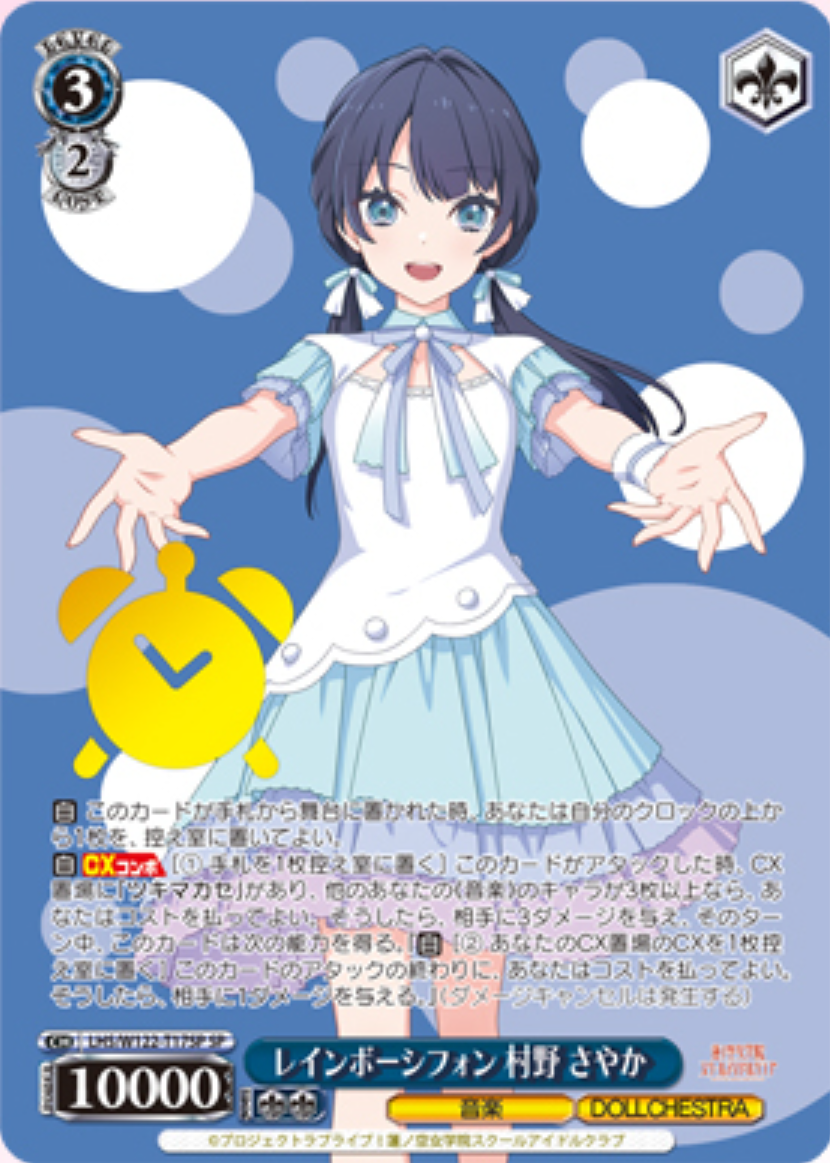 LEVEL
3
2
COST
自 このカードが手札から舞台に置かれた時、あなたは自分のクロックの上か
ら1枚を、控え室に置いてよい。
自 CXコンボ [① 手札を1枚控え室に置く] このカードがアタックした時、CX
置場に「ツキマカセ」があり、他のあなたの《音楽》のキャラが3枚以上なら、あ
なたはコストを払ってよい。そうしたら、相手に3ダメージを与え、そのター
ン中、このカードは次の能力を得る。『自 [② あなたのCX置場のCXを1枚控
え室に置く] このカードのアタックの終わりに、あなたはコストを払ってよい。
そうしたら、相手に1ダメージを与える。』(ダメージキャンセルは発生する)
LHS/W122-T17SP SP
レインボーシフォン 村野 さやか
10000
音楽
DOLLCHESTRA
©プロジェクトラブライブ!蓮ノ空女学院スクールアイドルクラブ